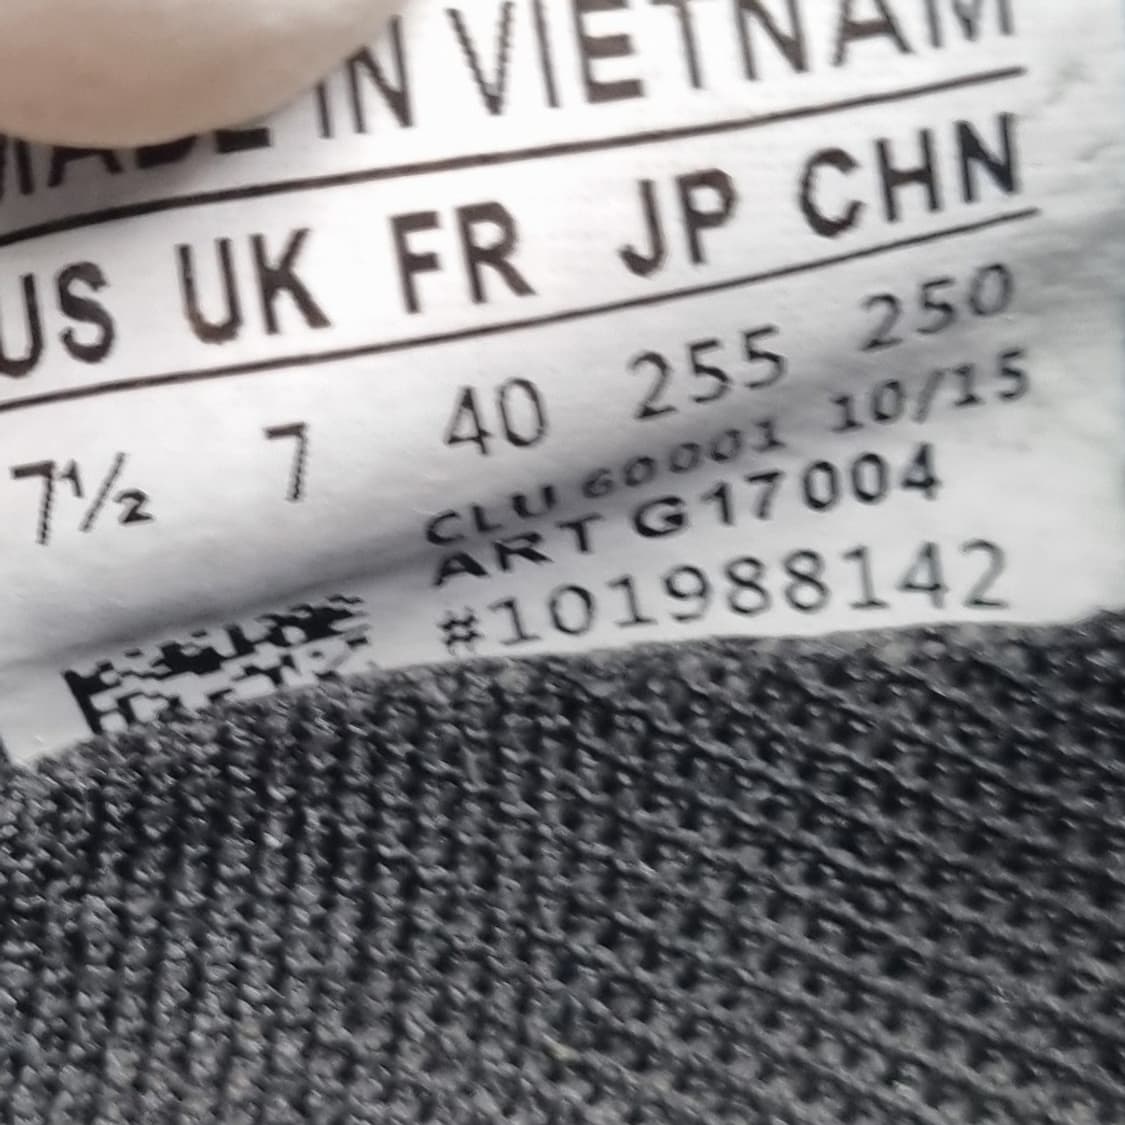 MADE IN VIETNAM
US UK FR JP CHN
7½ 7 40 255 250
CLU 60001 10/15
ART G17004
#101988142